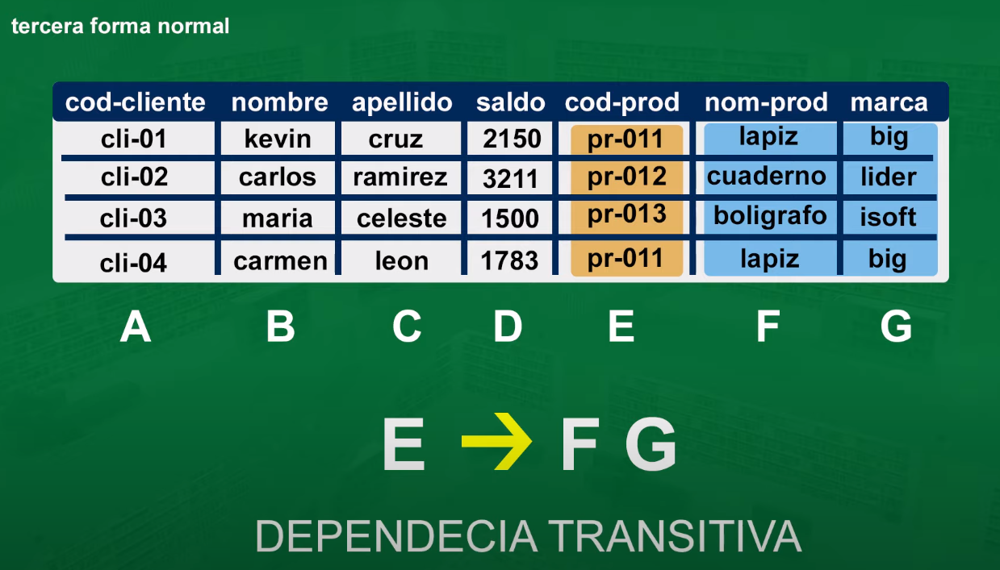 tercera forma normal
cod-cliente nombre apellido saldo cod-prod nom-prod marca
cli-01 kevin cruz 2150 pr-011 lapiz big
cli-02 carlos ramirez 3211 pr-012 cuaderno lider
cli-03 maria celeste 1500 pr-013 boligrafo isoft
cli-04 carmen leon 1783 pr-011 lapiz big
A B C D E F G
E → F G
DEPENDECIA TRANSITIVA